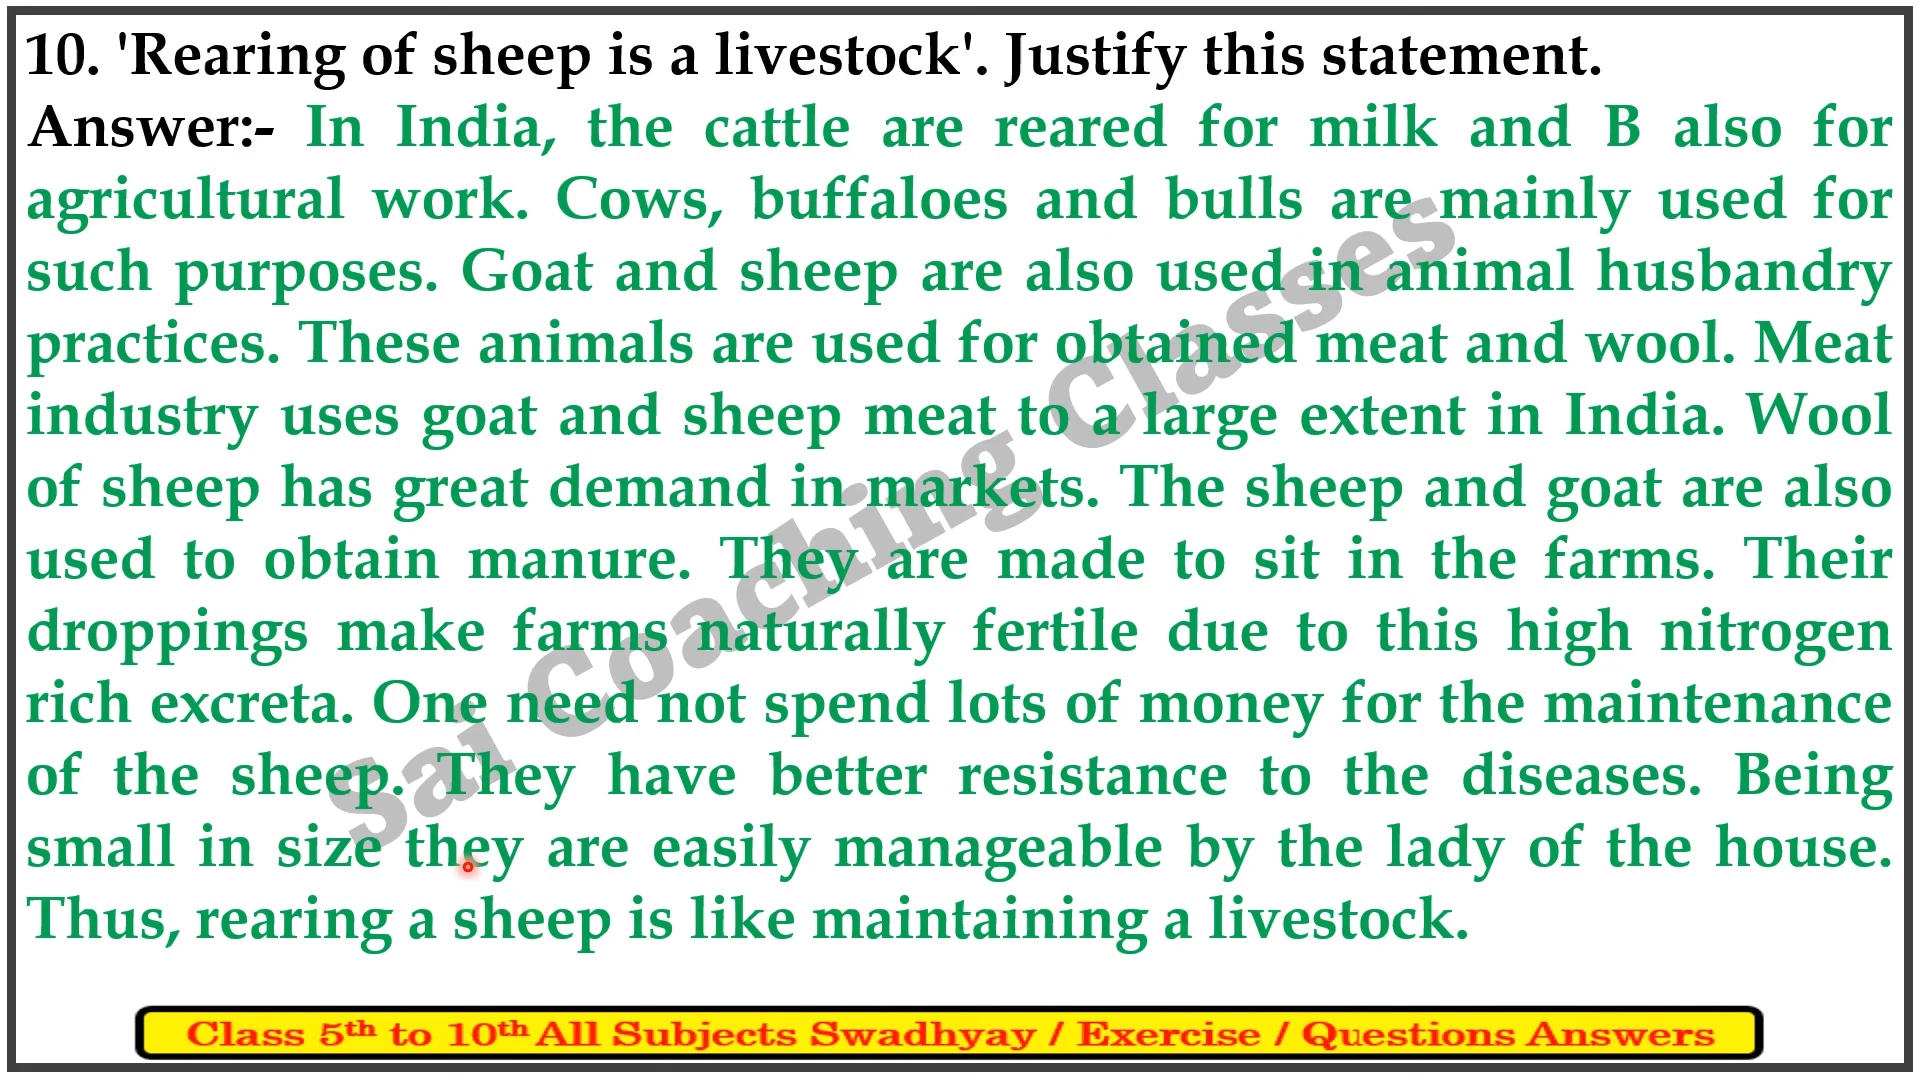 10. 'Rearing of sheep is a livestock'. Justify this statement.
Answer:- In India, the cattle are reared for milk and B also for
agricultural work. Cows, buffaloes and bulls are mainly used for
such purposes. Goat and sheep are also used in animal husbandry
practices. These animals are used for obtained meat and wool. Meat
industry uses goat and sheep meat to a large extent in India. Wool
of sheep has great demand in markets. The sheep and goat are also
used to obtain manure. They are made to sit in the farms. Their
droppings make farms naturally fertile due to this high nitrogen
rich excreta. One need not spend lots of money for the maintenance
of the sheep. They have better resistance to the diseases. Being
small in size they are easily manageable by the lady of the house.
Thus, rearing a sheep is like maintaining a livestock.
Sai Coaching Classes
Class 5th to 10th All Subjects Swadhyay / Exercise / Questions Answers